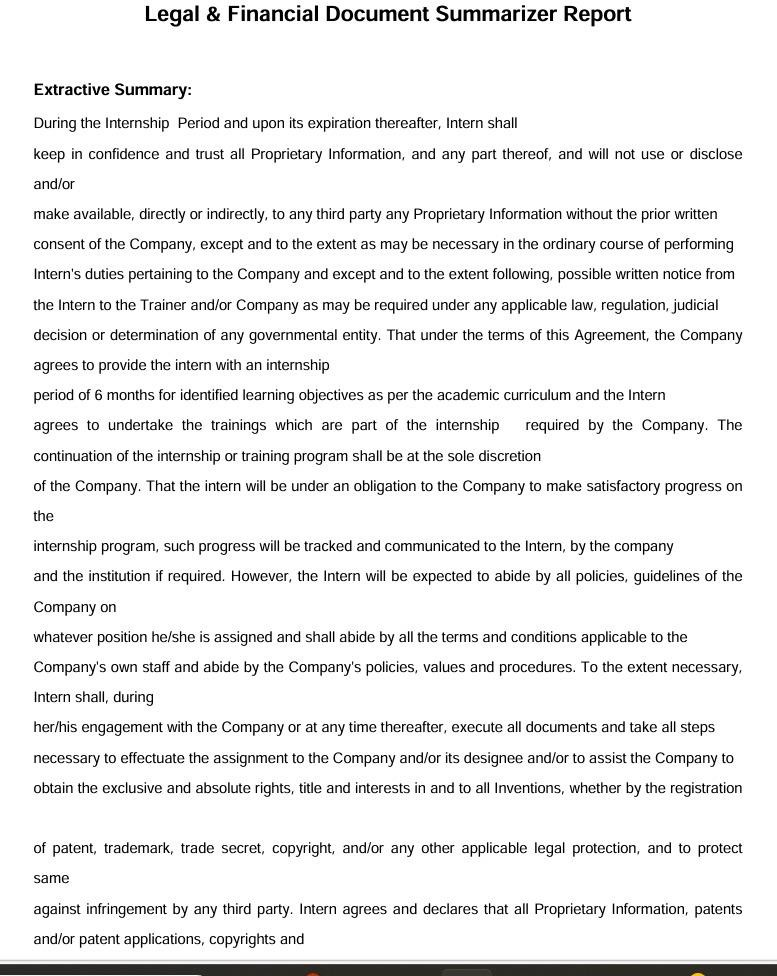 Legal & Financial Document Summarizer Report
Extractive Summary:
During the Internship  Period and upon its expiration thereafter, Intern shall
keep in confidence and trust all Proprietary Information, and any part thereof, and will not use or disclose
and/or
make available, directly or indirectly, to any third party any Proprietary Information without the prior written
consent of the Company, except and to the extent as may be necessary in the ordinary course of performing
Intern's duties pertaining to the Company and except and to the extent following, possible written notice from
the Intern to the Trainer and/or Company as may be required under any applicable law, regulation, judicial
decision or determination of any governmental entity. That under the terms of this Agreement, the Company
agrees to provide the intern with an internship
period of 6 months for identified learning objectives as per the academic curriculum and the Intern
agrees to undertake the trainings which are part of the internship  required by the Company. The
continuation of the internship or training program shall be at the sole discretion
of the Company. That the intern will be under an obligation to the Company to make satisfactory progress on
the
internship program, such progress will be tracked and communicated to the Intern, by the company
and the institution if required. However, the Intern will be expected to abide by all policies, guidelines of the
Company on
whatever position he/she is assigned and shall abide by all the terms and conditions applicable to the
Company's own staff and abide by the Company's policies, values and procedures. To the extent necessary,
Intern shall, during
her/his engagement with the Company or at any time thereafter, execute all documents and take all steps
necessary to effectuate the assignment to the Company and/or its designee and/or to assist the Company to
obtain the exclusive and absolute rights, title and interests in and to all Inventions, whether by the registration
of patent, trademark, trade secret, copyright, and/or any other applicable legal protection, and to protect
same
against infringement by any third party. Intern agrees and declares that all Proprietary Information, patents
and/or patent applications, copyrights and